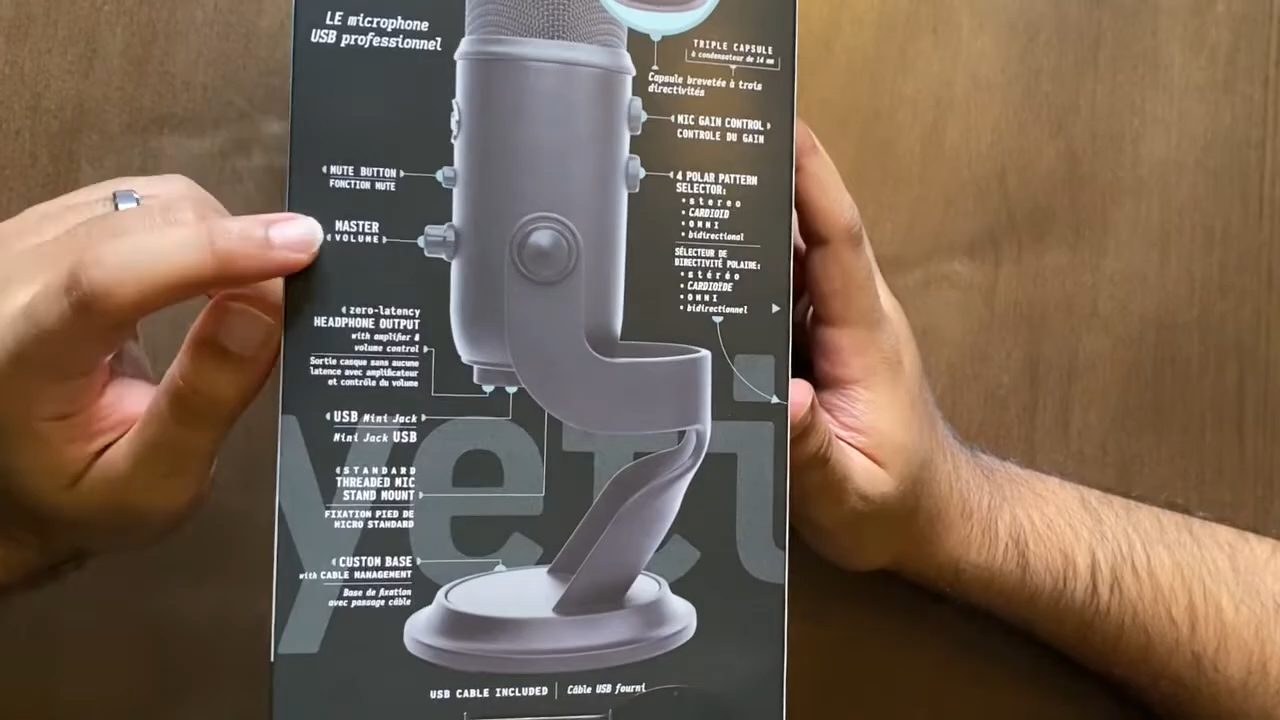 LE microphone
USB professionnel
TRIPLE CAPSULE
à condensateur de 14 mm
Capsule brevetée à trois
directivités
MIC GAIN CONTROL
CONTROLE DU GAIN
MUTE BUTTON
FONCTION MUTE
4 POLAR PATTERN
SELECTOR:
• stereo
• CARDIOID
• OMNI
• bidirectional
MASTER
VOLUME
SÉLECTEUR DE
DIRECTIVITÉ POLAIRE:
• stéréo
• CARDIOÏDE
• OMNI
• bidirectionnel
zero-latency
HEADPHONE OUTPUT
with amplifier &
volume control
Sortie casque sans aucune
latence avec amplificateur
et contrôle du volume
USB Mini Jack
Mini Jack USB
yeti
STANDARD
THREADED MIC
STAND MOUNT
FIXATION PIED DE
MICRO STANDARD
CUSTOM BASE
with CABLE MANAGEMENT
Base de fixation
avec passage câble
USB CABLE INCLUDED | Câble USB fourni